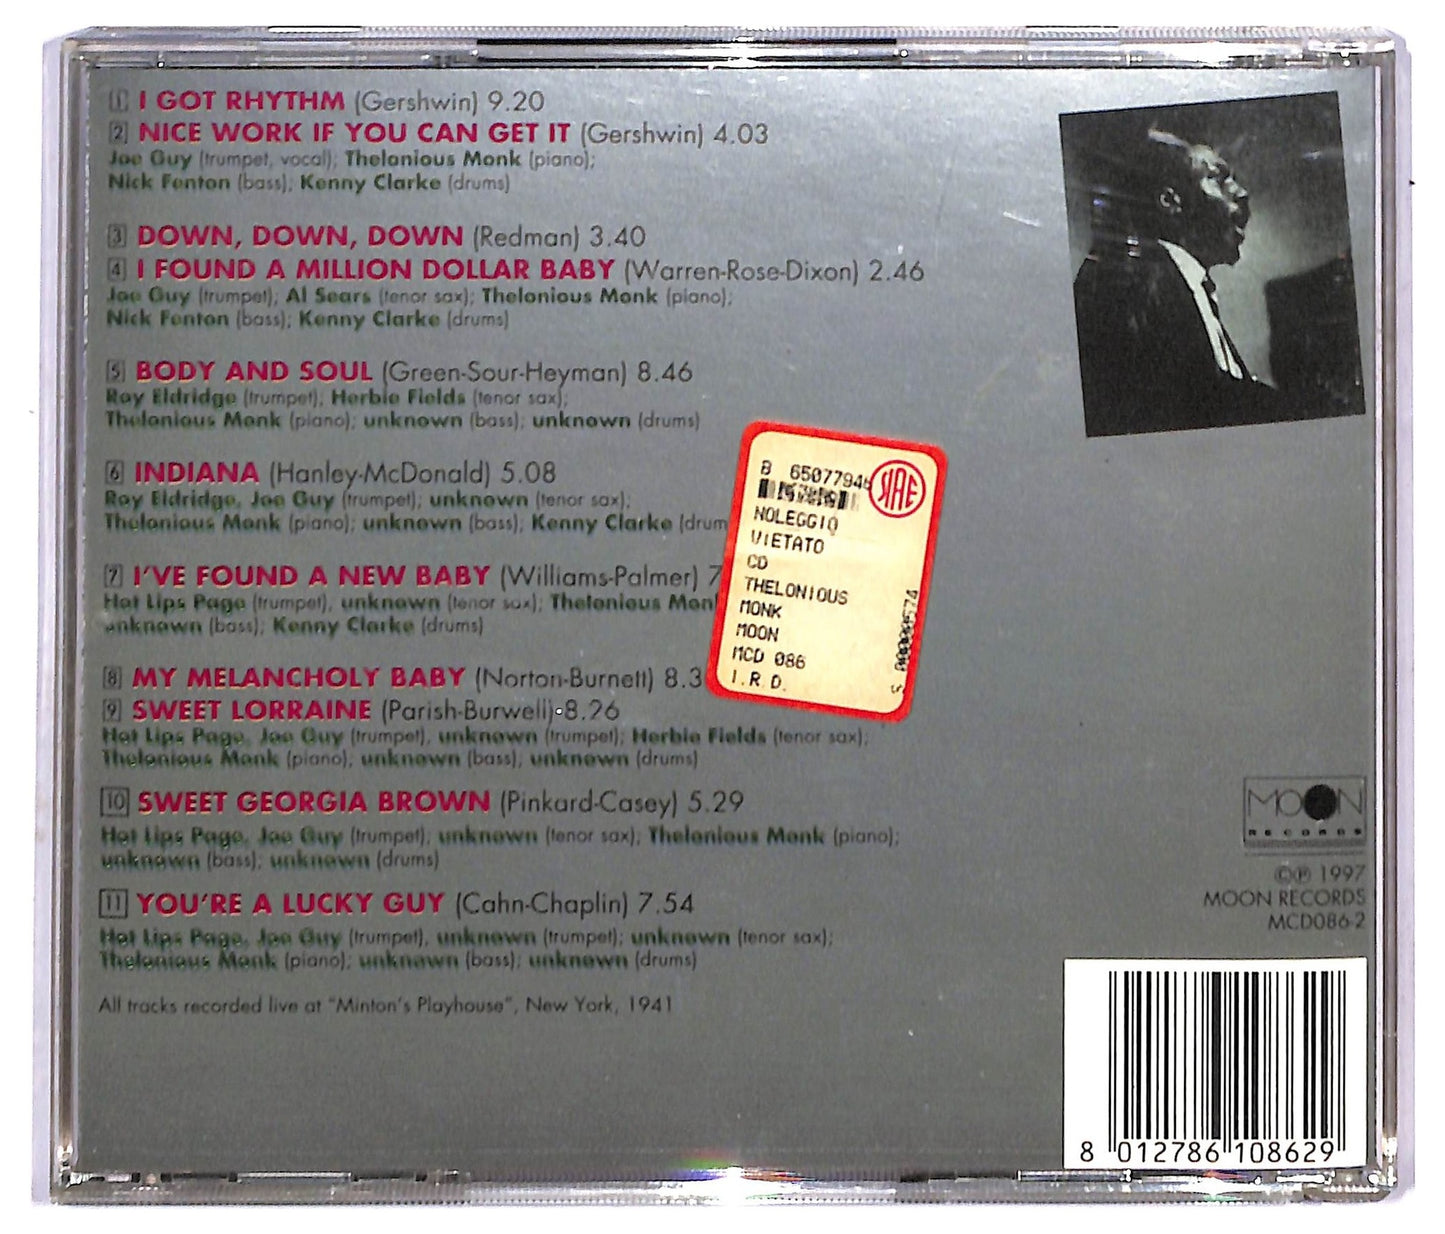 1 I GOT RHYTHM (Gershwin) 9.20
2 NICE WORK IF YOU CAN GET IT (Gershwin) 4.03
Joe Guy (trumpet, vocal); Thelonious Monk (piano);
Nick Fenton (bass); Kenny Clarke (drums)
3 DOWN, DOWN, DOWN (Redman) 3.40
4 I FOUND A MILLION DOLLAR BABY (Warren-Rose-Dixon) 2.46
Joe Guy (trumpet); Al Sears (tenor sax); Thelonious Monk (piano);
Nick Fenton (bass); Kenny Clarke (drums)
5 BODY AND SOUL (Green-Sour-Heyman) 8.46
Roy Eldridge (trumpet); Herbie Fields (tenor sax);
Thelonious Monk (piano); unknown (bass); unknown (drums)
6 INDIANA (Hanley-McDonald) 5.08
Roy Eldridge, Joe Guy (trumpet); unknown (tenor sax);
Thelonious Monk (piano); unknown (bass); Kenny Clarke (drum
7 I'VE FOUND A NEW BABY (Williams-Palmer) 7
Hot Lips Page (trumpet), unknown (tenor sax); Thelonious Mon
unknown (bass); Kenny Clarke (drums)
8 MY MELANCHOLY BABY (Norton-Burnett) 8.3
9 SWEET LORRAINE (Parish-Burwell) 8.26
Hot Lips Page, Joe Guy (trumpet), unknown (trumpet); Herbie Fields (tenor sax);
Thelonious Monk (piano); unknown (bass); unknown (drums)
10 SWEET GEORGIA BROWN (Pinkard-Casey) 5.29
Hot Lips Page, Joe Guy (trumpet); unknown (tenor sax); Thelonious Monk (piano);
unknown (bass); unknown (drums)
11 YOU'RE A LUCKY GUY (Cahn-Chaplin) 7.54
Hot Lips Page, Joe Guy (trumpet), unknown (trumpet); unknown (tenor sax);
Thelonious Monk (piano); unknown (bass); unknown (drums)
All tracks recorded live at "Minton's Playhouse", New York, 1941
B 6507794
SIAE
NOLEGGIO
VIETATO
CD
THELONIOUS
MONK
MOON
MCD 086
I.R.D.
MOON
RECORDS
©℗ 1997
MOON RECORDS
MCD086-2
8 012786 108629